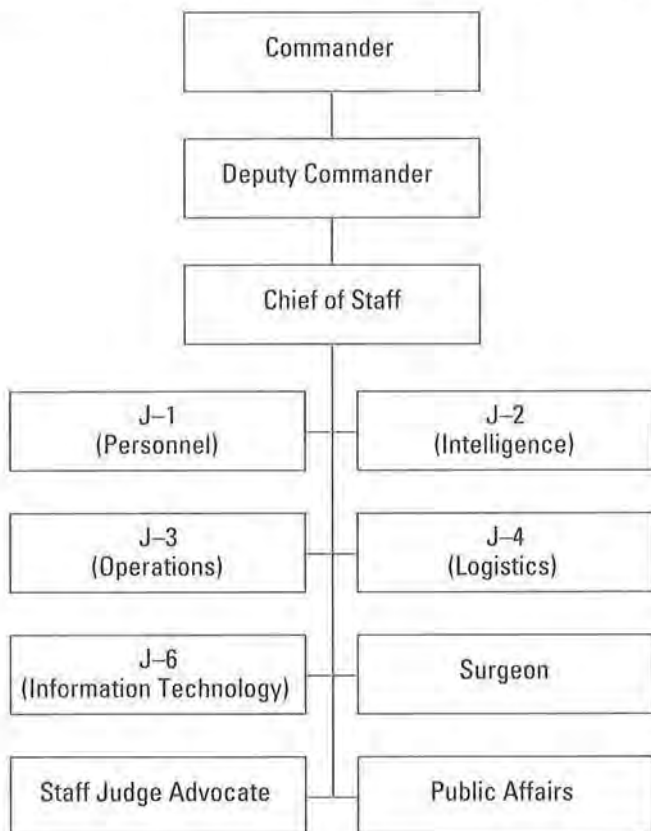 Commander
Deputy Commander
Chief of Staff
J–1
(Personnel)
J–2
(Intelligence)
J–3
(Operations)
J–4
(Logistics)
J–6
(Information Technology)
Surgeon
Staff Judge Advocate
Public Affairs